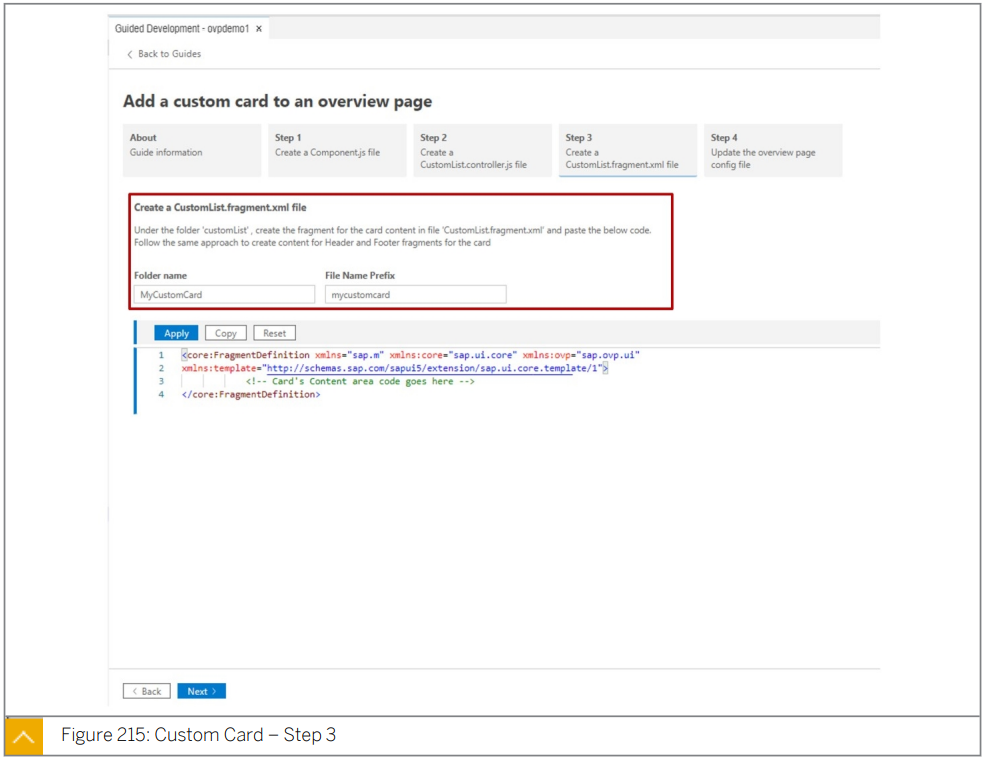 Guided Development - ovpdemo1 ×
< Back to Guides
Add a custom card to an overview page
About
Guide information
Step 1
Create a Component.js file
Step 2
Create a
CustomList.controller.js file
Step 3
Create a
CustomList.fragment.xml file
Step 4
Update the overview page
config file
Create a CustomList.fragment.xml file
Under the folder 'customList' , create the fragment for the card content in file 'CustomList.fragment.xml' and paste the below code.
Follow the same approach to create content for Header and Footer fragments for the card
Folder name
MyCustomCard
File Name Prefix
mycustomcard
Apply Copy Reset
1 <core:FragmentDefinition xmlns="sap.m" xmlns:core="sap.ui.core" xmlns:ovp="sap.ovp.ui"
2 xmlns:template="http://schemas.sap.com/sapui5/extension/sap.ui.core.template/1">
3 <!-- Card's Content area code goes here -->
4 </core:FragmentDefinition>
< Back Next >
Figure 215: Custom Card – Step 3